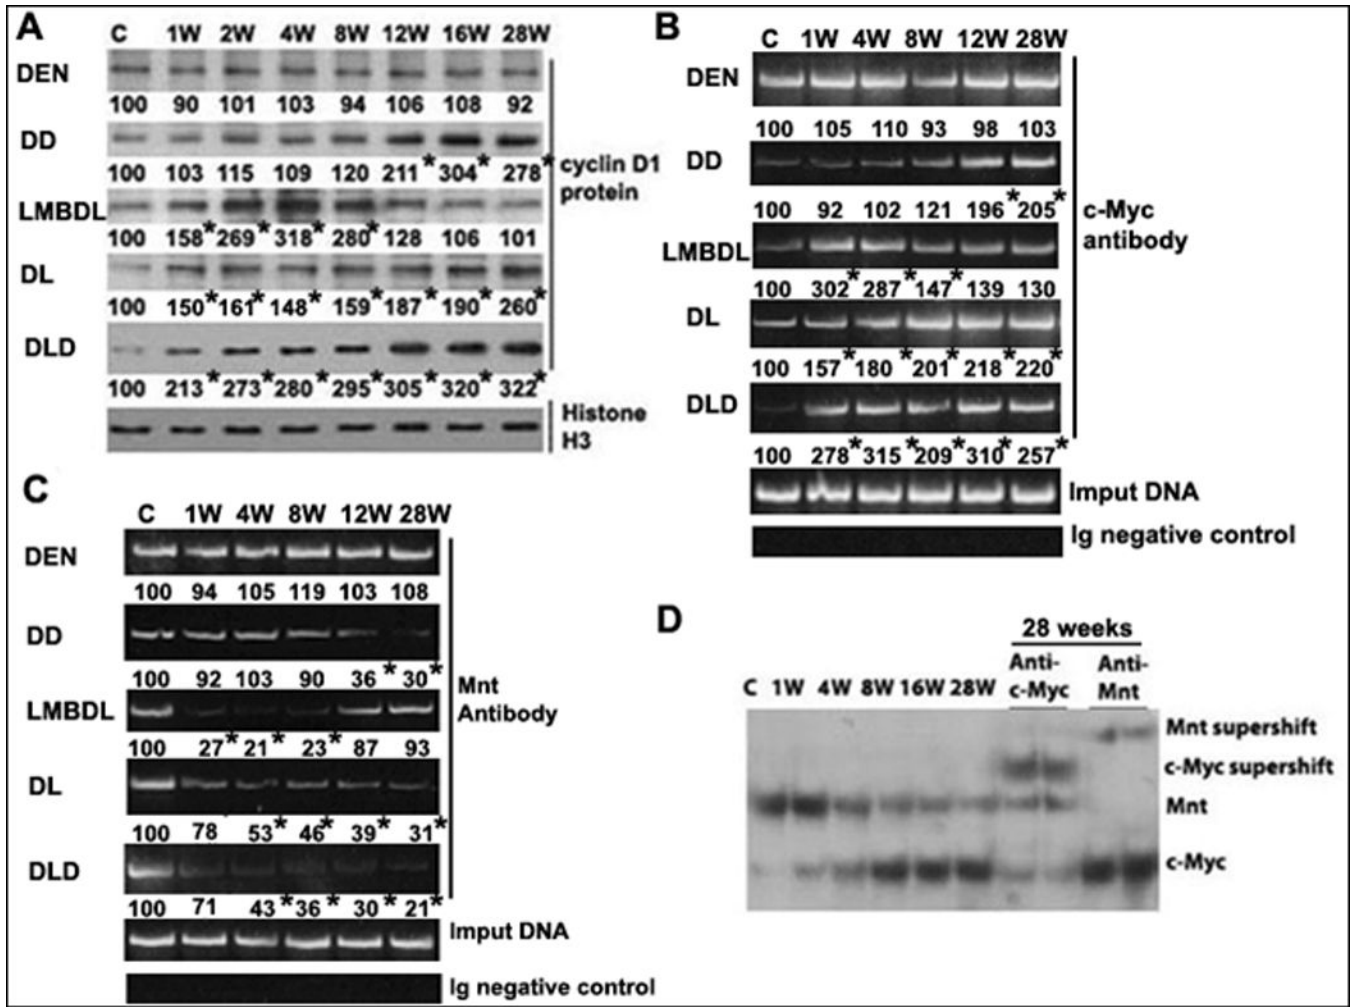 A
C 1W 2W 4W 8W 12W 16W 28W
DEN
100 90 101 103 94 106 108 92
DD
100 103 115 109 120 211* 304* 278*
LMBDL
100 158* 269* 318* 280* 128 106 101
DL
100 150* 161* 148* 159* 187* 190* 260*
DLD
100 213* 273* 280* 295* 305* 320* 322*
cyclin D1
protein
Histone
H3
B
C 1W 4W 8W 12W 28W
DEN
100 105 110 93 98 103
DD
100 92 102 121 196* 205*
LMBDL
100 302* 287* 147* 139 130
DL
100 157* 180* 201* 218* 220*
DLD
100 278* 315* 209* 310* 257*
c-Myc
antibody
Imput DNA
Ig negative control
C
C 1W 4W 8W 12W 28W
DEN
100 94 105 119 103 108
DD
100 92 103 90 36* 30*
LMBDL
100 27* 21* 23* 87 93
DL
100 78 53* 46* 39* 31*
DLD
100 71 43* 36* 30* 21*
Mnt
Antibody
Imput DNA
Ig negative control
D
28 weeks
Anti-
c-Myc
Anti-
Mnt
C 1W 4W 8W 16W 28W
Mnt supershift
c-Myc supershift
Mnt
c-Myc